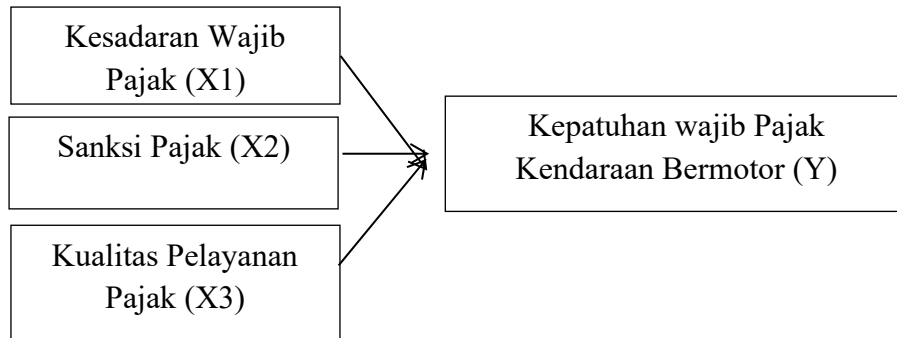 Kesadaran Wajib
Pajak (X1)
Sanksi Pajak (X2)
Kualitas Pelayanan
Pajak (X3)
Kepatuhan wajib Pajak
Kendaraan Bermotor (Y)